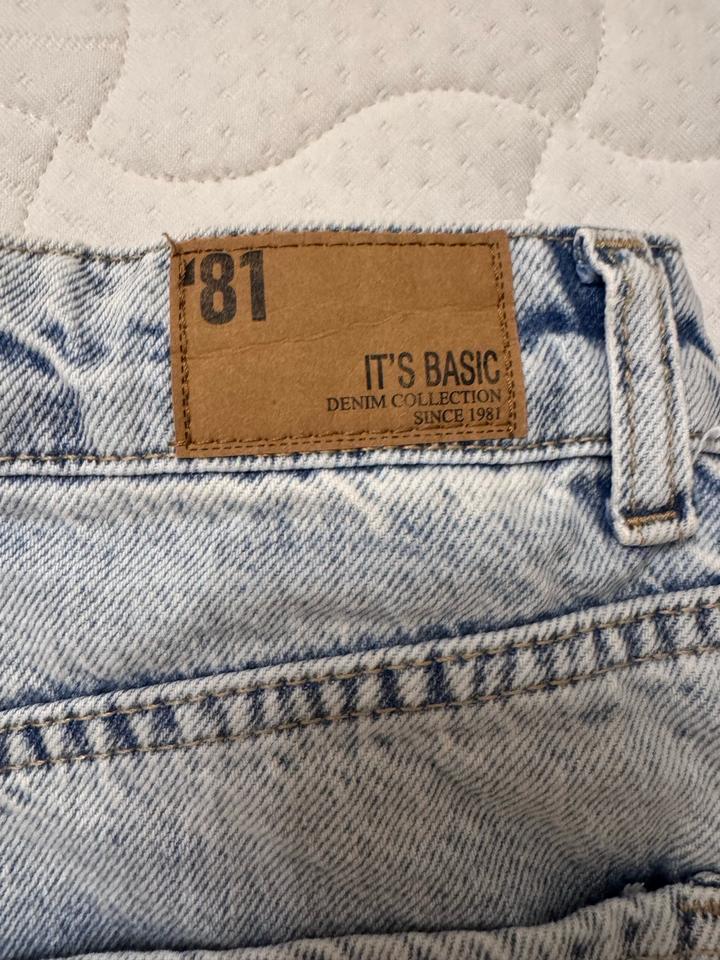 '81
IT'S BASIC
DENIM COLLECTION
SINCE 1981